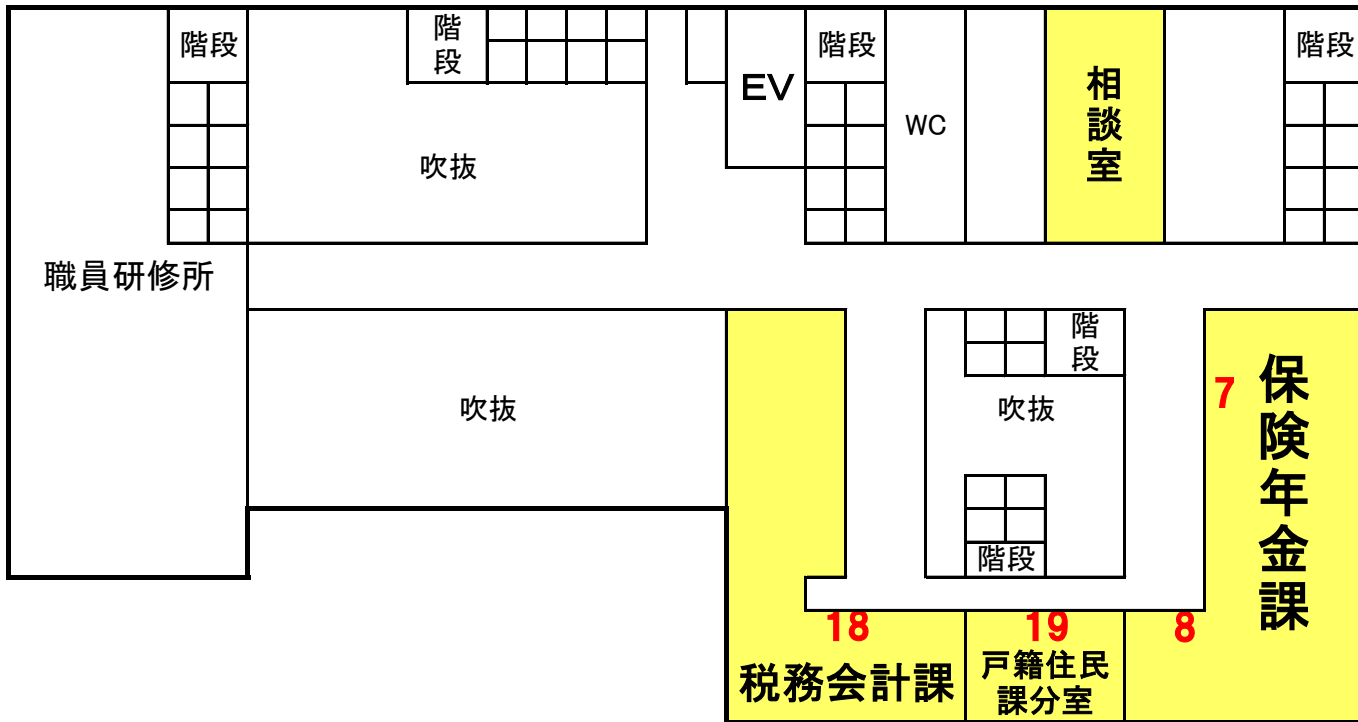 階段
階
段
EV
階段
WC
相
談
室
階段
吹抜
職員研修所
吹抜
階
段
吹抜
階段
7
保
険
年
金
課
18
19
8
税務会計課
戸籍住民
課分室